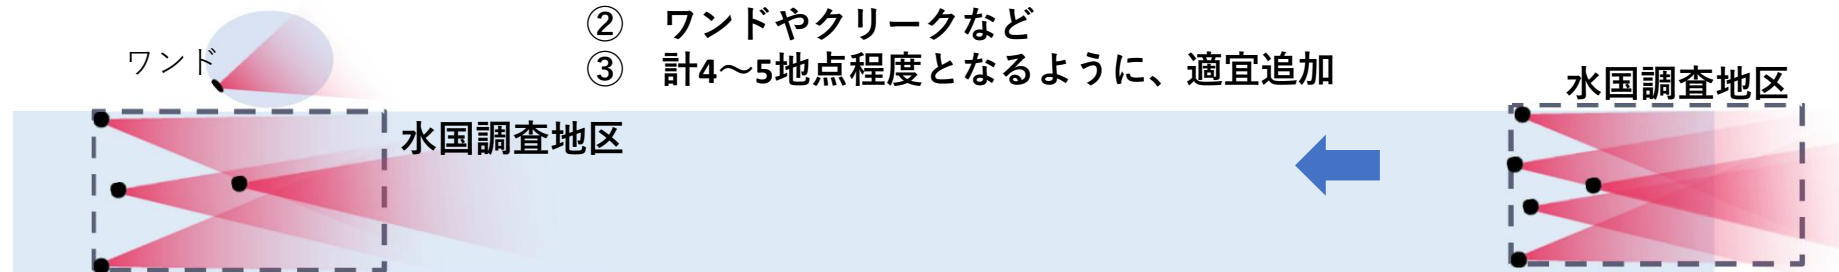 ② ワンドやクリークなど
③ 計4～5地点程度となるように、適宜追加
ワンド
水国調査地区
水国調査地区